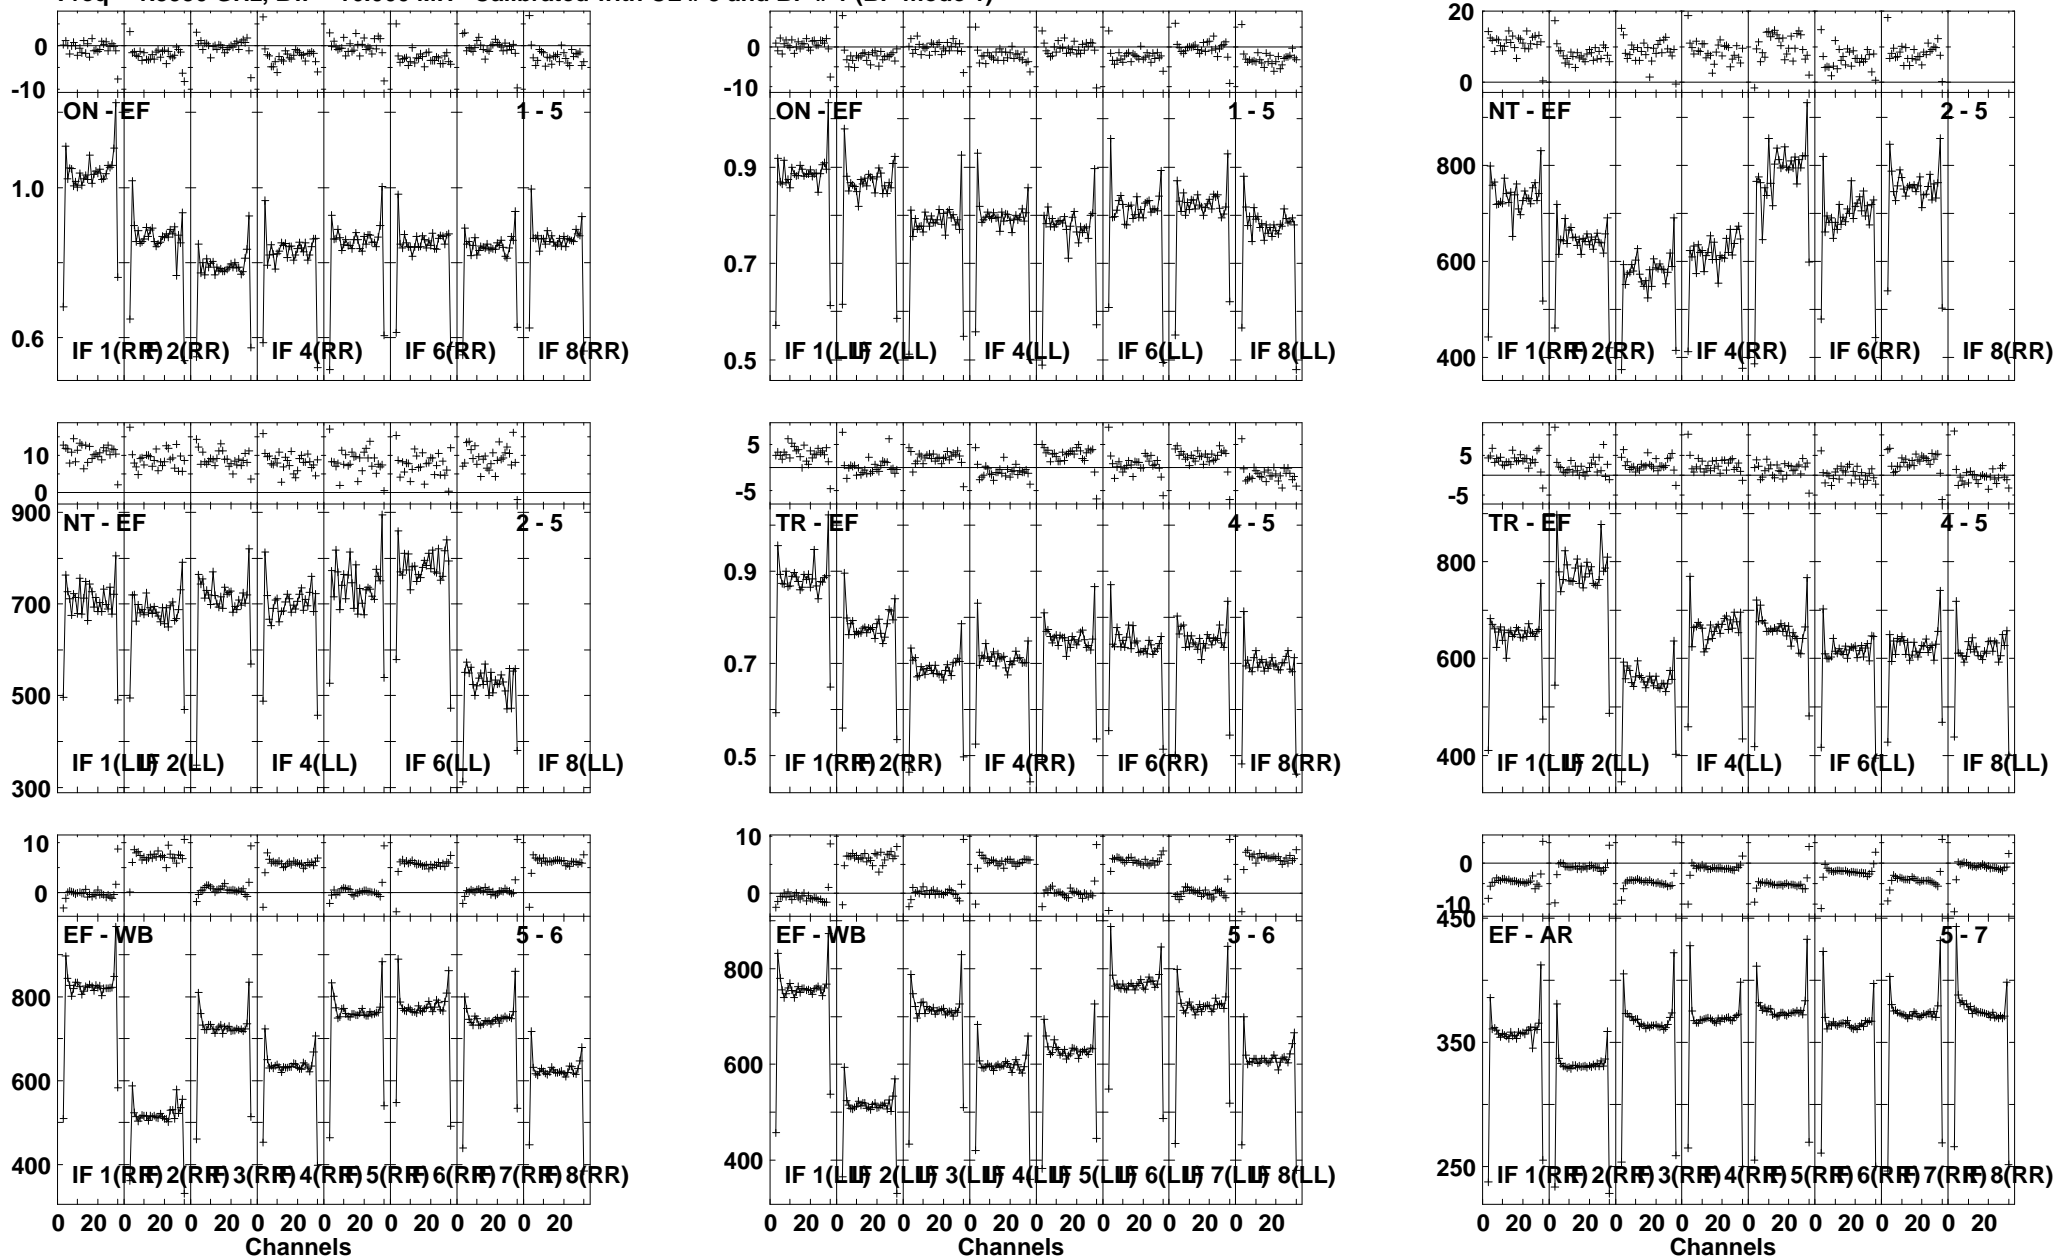 0
-10
ON - EF
1 - 5
1.0
0.6
IF 1(RR)
IF 2(RR)
IF 4(RR)
IF 6(RR)
IF 8(RR)
0
-10
ON - EF
1 - 5
0.9
0.7
0.5
IF 1(LL)
IF 2(LL)
IF 4(LL)
IF 6(LL)
IF 8(LL)
20
0
NT - EF
2 - 5
800
600
400
IF 1(RR)
IF 2(RR)
IF 4(RR)
IF 6(RR)
IF 8(RR)
10
0
900
NT - EF
2 - 5
700
500
300
IF 1(LL)
IF 2(LL)
IF 4(LL)
IF 6(LL)
IF 8(LL)
5
-5
TR - EF
4 - 5
0.9
0.7
0.5
IF 1(RR)
IF 2(RR)
IF 4(RR)
IF 6(RR)
IF 8(RR)
5
-5
TR - EF
4 - 5
800
600
400
IF 1(LL)
IF 2(LL)
IF 4(LL)
IF 6(LL)
IF 8(LL)
10
0
EF - WB
5 - 6
800
600
400
IF 1(RR)
IF 2(RR)
IF 3(RR)
IF 4(RR)
IF 5(RR)
IF 6(RR)
IF 7(RR)
IF 8(RR)
0 20 0 20 0 20 0 20 0 20 0 20 0 20 0 20
Channels
10
0
EF - WB
5 - 6
800
600
400
IF 1(LL)
IF 2(LL)
IF 3(LL)
IF 4(LL)
IF 5(LL)
IF 6(LL)
IF 7(LL)
IF 8(LL)
0 20 0 20 0 20 0 20 0 20 0 20 0 20 0 20
Channels
0
-10
450
EF - AR
5 - 7
350
250
IF 1(RR)
IF 2(RR)
IF 3(RR)
IF 4(RR)
IF 5(RR)
IF 6(RR)
IF 7(RR)
IF 8(RR)
0 20 0 20 0 20 0 20 0 20 0 20 0 20 0 20
Channels